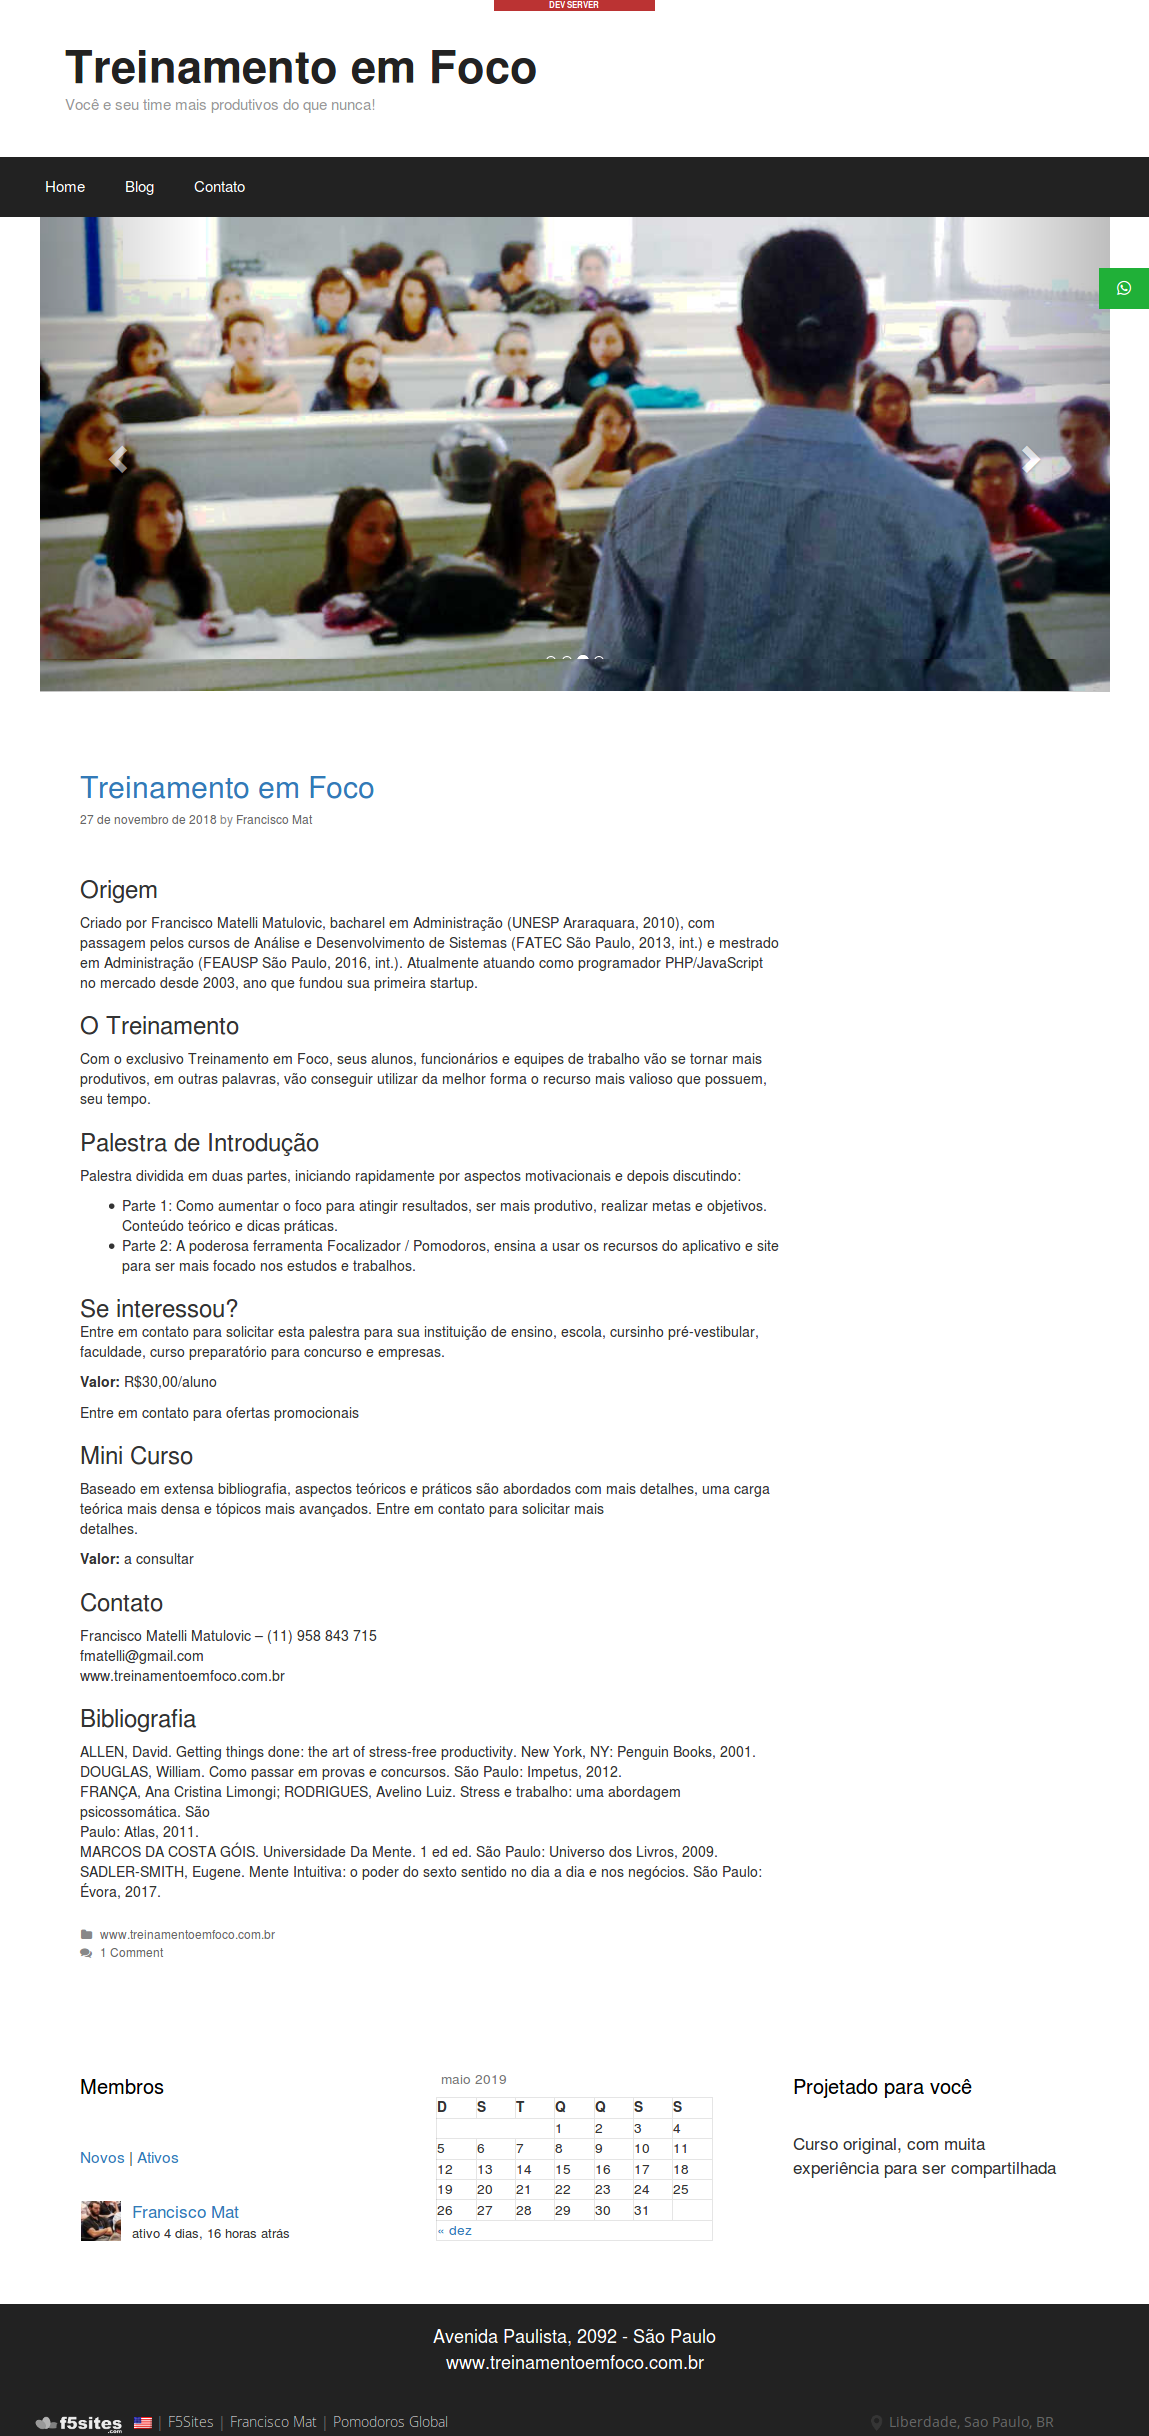 DEV SERVER
Treinamento em Foco
Você e seu time mais produtivos do que nunca!
Home Blog Contato
Treinamento em Foco
27 de novembro de 2018 by Francisco Mat
Origem
Criado por Francisco Matelli Matulovic, bacharel em Administração (UNESP Araraquara, 2010), com
passagem pelos cursos de Análise e Desenvolvimento de Sistemas (FATEC São Paulo, 2013, int.) e mestrado
em Administração (FEAUSP São Paulo, 2016, int.). Atualmente atuando como programador PHP/JavaScript
no mercado desde 2003, ano que fundou sua primeira startup.
O Treinamento
Com o exclusivo Treinamento em Foco, seus alunos, funcionários e equipes de trabalho vão se tornar mais
produtivos, em outras palavras, vão conseguir utilizar da melhor forma o recurso mais valioso que possuem,
seu tempo.
Palestra de Introdução
Palestra dividida em duas partes, iniciando rapidamente por aspectos motivacionais e depois discutindo:
• Parte 1: Como aumentar o foco para atingir resultados, ser mais produtivo, realizar metas e objetivos.
Conteúdo teórico e dicas práticas.
• Parte 2: A poderosa ferramenta Focalizador / Pomodoros, ensina a usar os recursos do aplicativo e site
para ser mais focado nos estudos e trabalhos.
Se interessou?
Entre em contato para solicitar esta palestra para sua instituição de ensino, escola, cursinho pré-vestibular,
faculdade, curso preparatório para concurso e empresas.
Valor: R$30,00/aluno
Entre em contato para ofertas promocionais
Mini Curso
Baseado em extensa bibliografia, aspectos teóricos e práticos são abordados com mais detalhes, uma carga
teórica mais densa e tópicos mais avançados. Entre em contato para solicitar mais
detalhes.
Valor: a consultar
Contato
Francisco Matelli Matulovic – (11) 958 843 715
fmatelli@gmail.com
www.treinamentoemfoco.com.br
Bibliografia
ALLEN, David. Getting things done: the art of stress-free productivity. New York, NY: Penguin Books, 2001.
DOUGLAS, William. Como passar em provas e concursos. São Paulo: Impetus, 2012.
FRANÇA, Ana Cristina Limongi; RODRIGUES, Avelino Luiz. Stress e trabalho: uma abordagem
psicossomática. São
Paulo: Atlas, 2011.
MARCOS DA COSTA GÓIS. Universidade Da Mente. 1 ed ed. São Paulo: Universo dos Livros, 2009.
SADLER-SMITH, Eugene. Mente Intuitiva: o poder do sexto sentido no dia a dia e nos negócios. São Paulo:
Évora, 2017.
www.treinamentoemfoco.com.br
1 Comment
Membros
Novos | Ativos
Francisco Mat
ativo 4 dias, 16 horas atrás
maio 2019
D S T Q Q S S
1 2 3 4
5 6 7 8 9 10 11
12 13 14 15 16 17 18
19 20 21 22 23 24 25
26 27 28 29 30 31
« dez
Projetado para você
Curso original, com muita
experiência para ser compartilhada
Avenida Paulista, 2092 - São Paulo
www.treinamentoemfoco.com.br
f5sites.com | F5Sites | Francisco Mat | Pomodoros Global
Liberdade, Sao Paulo, BR